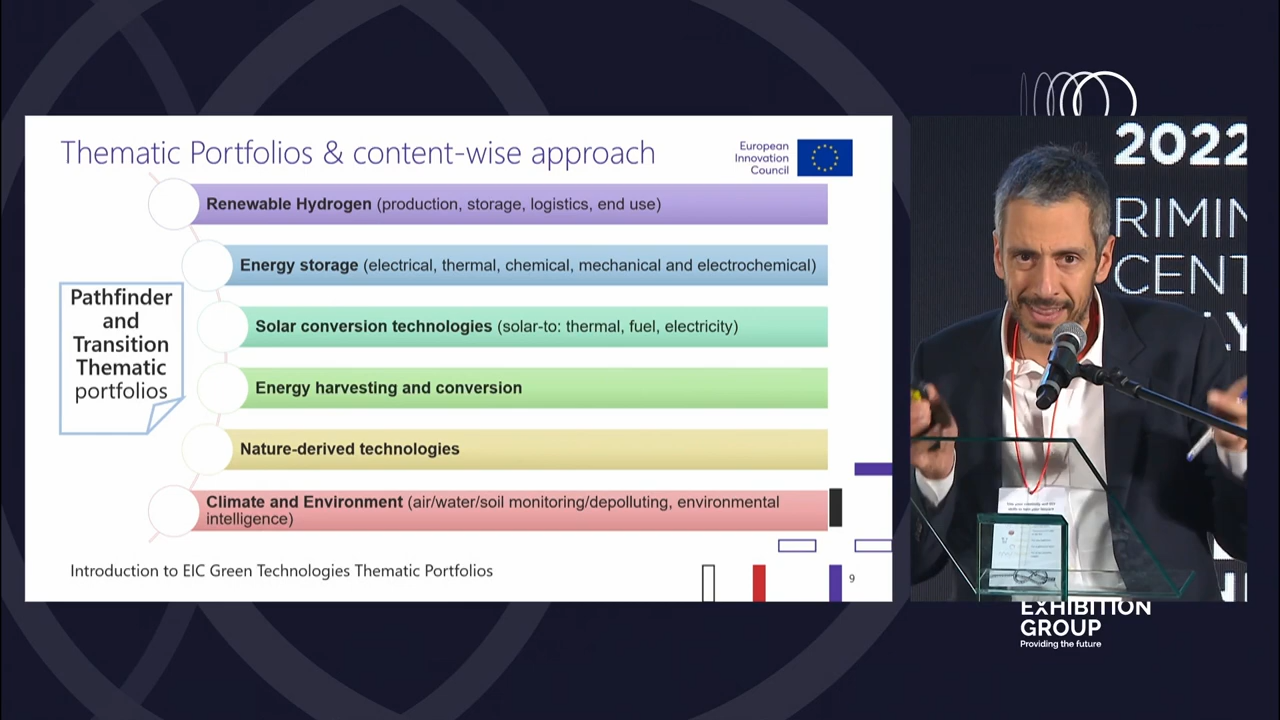 Thematic Portfolios & content-wise approach
European
Innovation
Council
Renewable Hydrogen (production, storage, logistics, end use)
Energy storage (electrical, thermal, chemical, mechanical and electrochemical)
Solar conversion technologies (solar-to: thermal, fuel, electricity)
Energy harvesting and conversion
Nature-derived technologies
Climate and Environment (air/water/soil monitoring/depolluting, environmental
intelligence)
Pathfinder
and
Transition
Thematic
portfolios
Introduction to EIC Green Technologies Thematic Portfolios
9
2022
RIMIN
CENT
EXHIBITION
GROUP
Providing the future